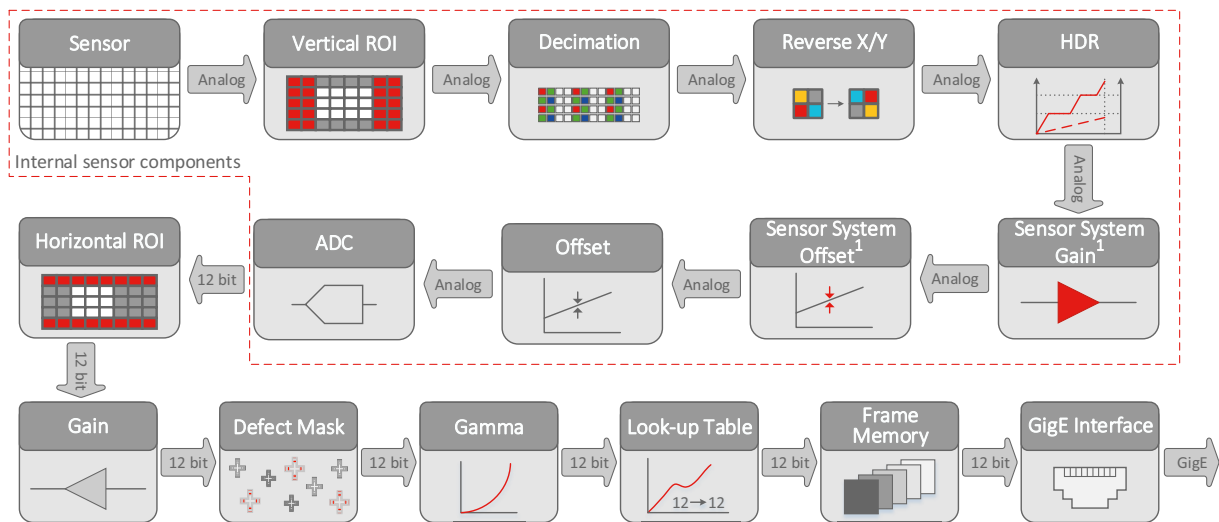 Sensor
Analog
Vertical ROI
Analog
Decimation
Analog
Reverse X/Y
Analog
HDR
Internal sensor components
Analog
Sensor System
Gain¹
Analog
Sensor System
Offset¹
Analog
Offset
Analog
ADC
12 bit
Horizontal ROI
12 bit
Gain
12 bit
Defect Mask
12 bit
Gamma
12 bit
Look-up Table
12→12
12 bit
Frame
Memory
12 bit
GigE Interface
GigE